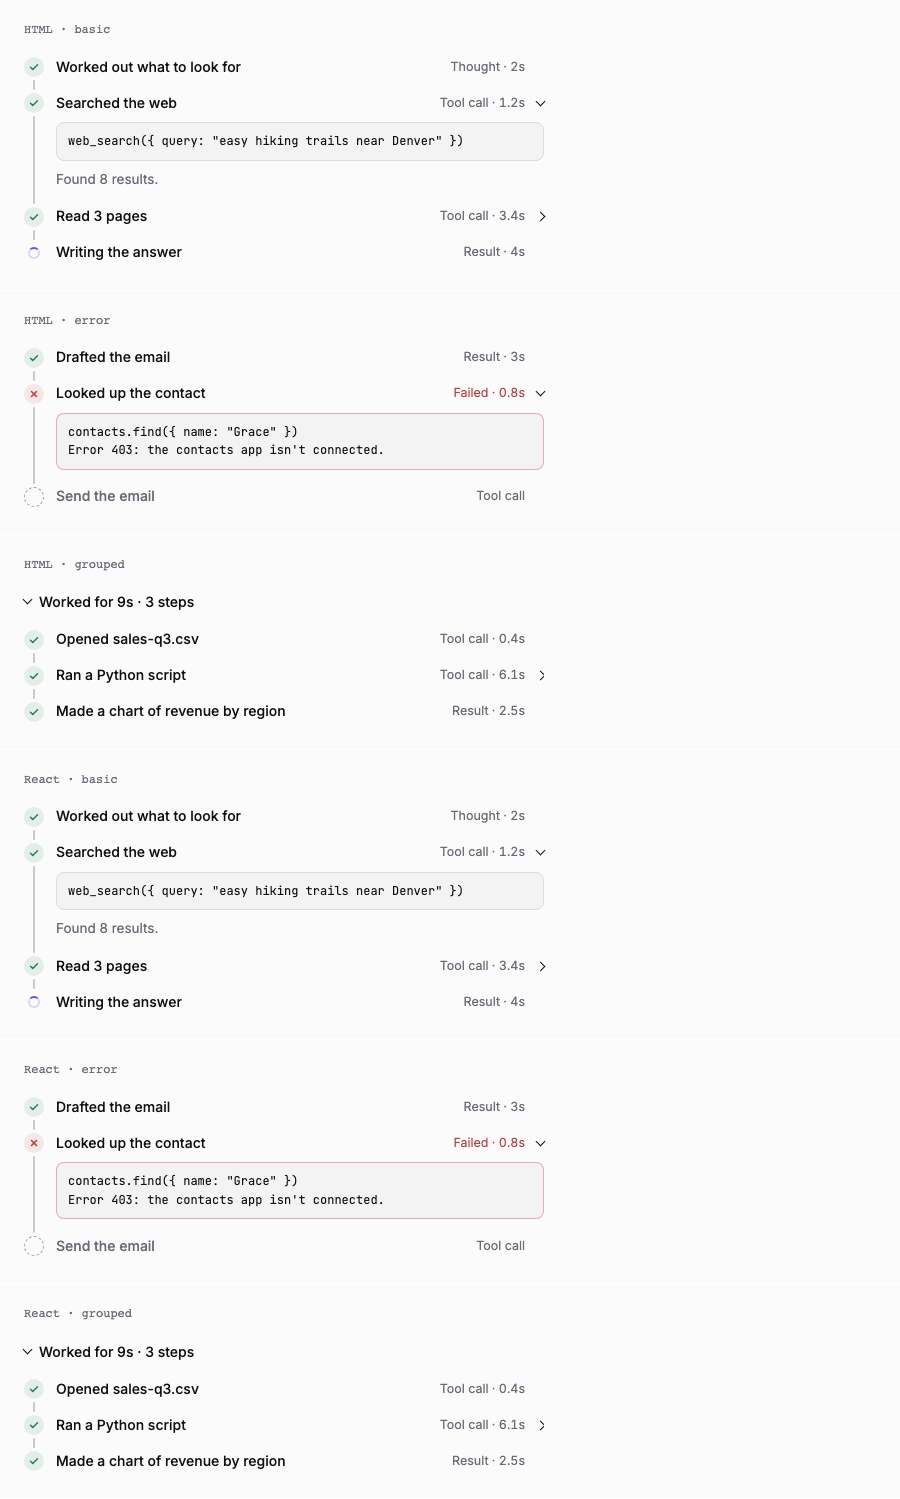 HTML · basic
Worked out what to look for Thought · 2s
Searched the web Tool call · 1.2s
web_search({ query: "easy hiking trails near Denver" })
Found 8 results.
Read 3 pages Tool call · 3.4s
Writing the answer Result · 4s
HTML · error
Drafted the email Result · 3s
Looked up the contact Failed · 0.8s
contacts.find({ name: "Grace" })
Error 403: the contacts app isn't connected.
Send the email Tool call
HTML · grouped
Worked for 9s · 3 steps
Opened sales-q3.csv Tool call · 0.4s
Ran a Python script Tool call · 6.1s
Made a chart of revenue by region Result · 2.5s
React · basic
Worked out what to look for Thought · 2s
Searched the web Tool call · 1.2s
web_search({ query: "easy hiking trails near Denver" })
Found 8 results.
Read 3 pages Tool call · 3.4s
Writing the answer Result · 4s
React · error
Drafted the email Result · 3s
Looked up the contact Failed · 0.8s
contacts.find({ name: "Grace" })
Error 403: the contacts app isn't connected.
Send the email Tool call
React · grouped
Worked for 9s · 3 steps
Opened sales-q3.csv Tool call · 0.4s
Ran a Python script Tool call · 6.1s
Made a chart of revenue by region Result · 2.5s